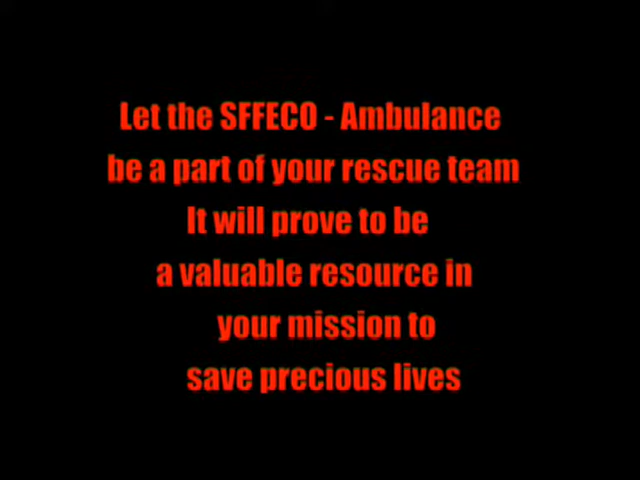 Let the SFFECO - Ambulance
be a part of your rescue team
It will prove to be
a valuable resource in
your mission to
save precious lives